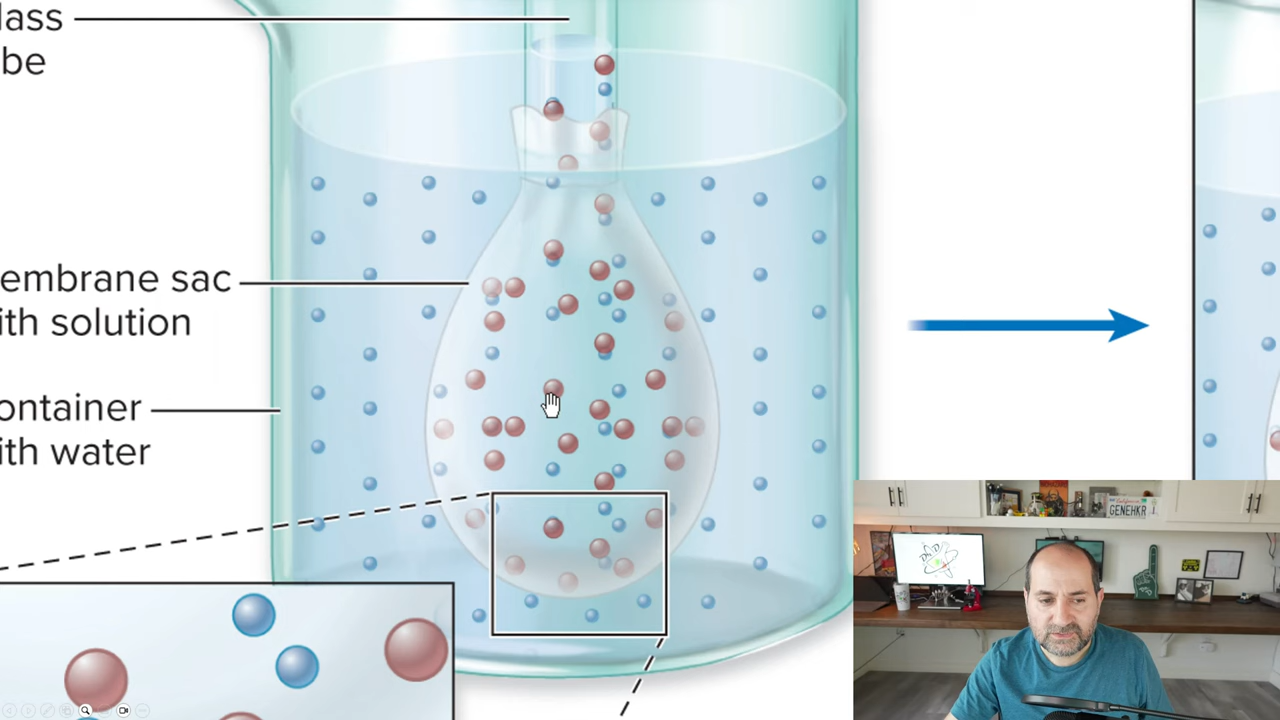 lass
be
embrane sac
ith solution
ontainer
ith water
GENEHKR